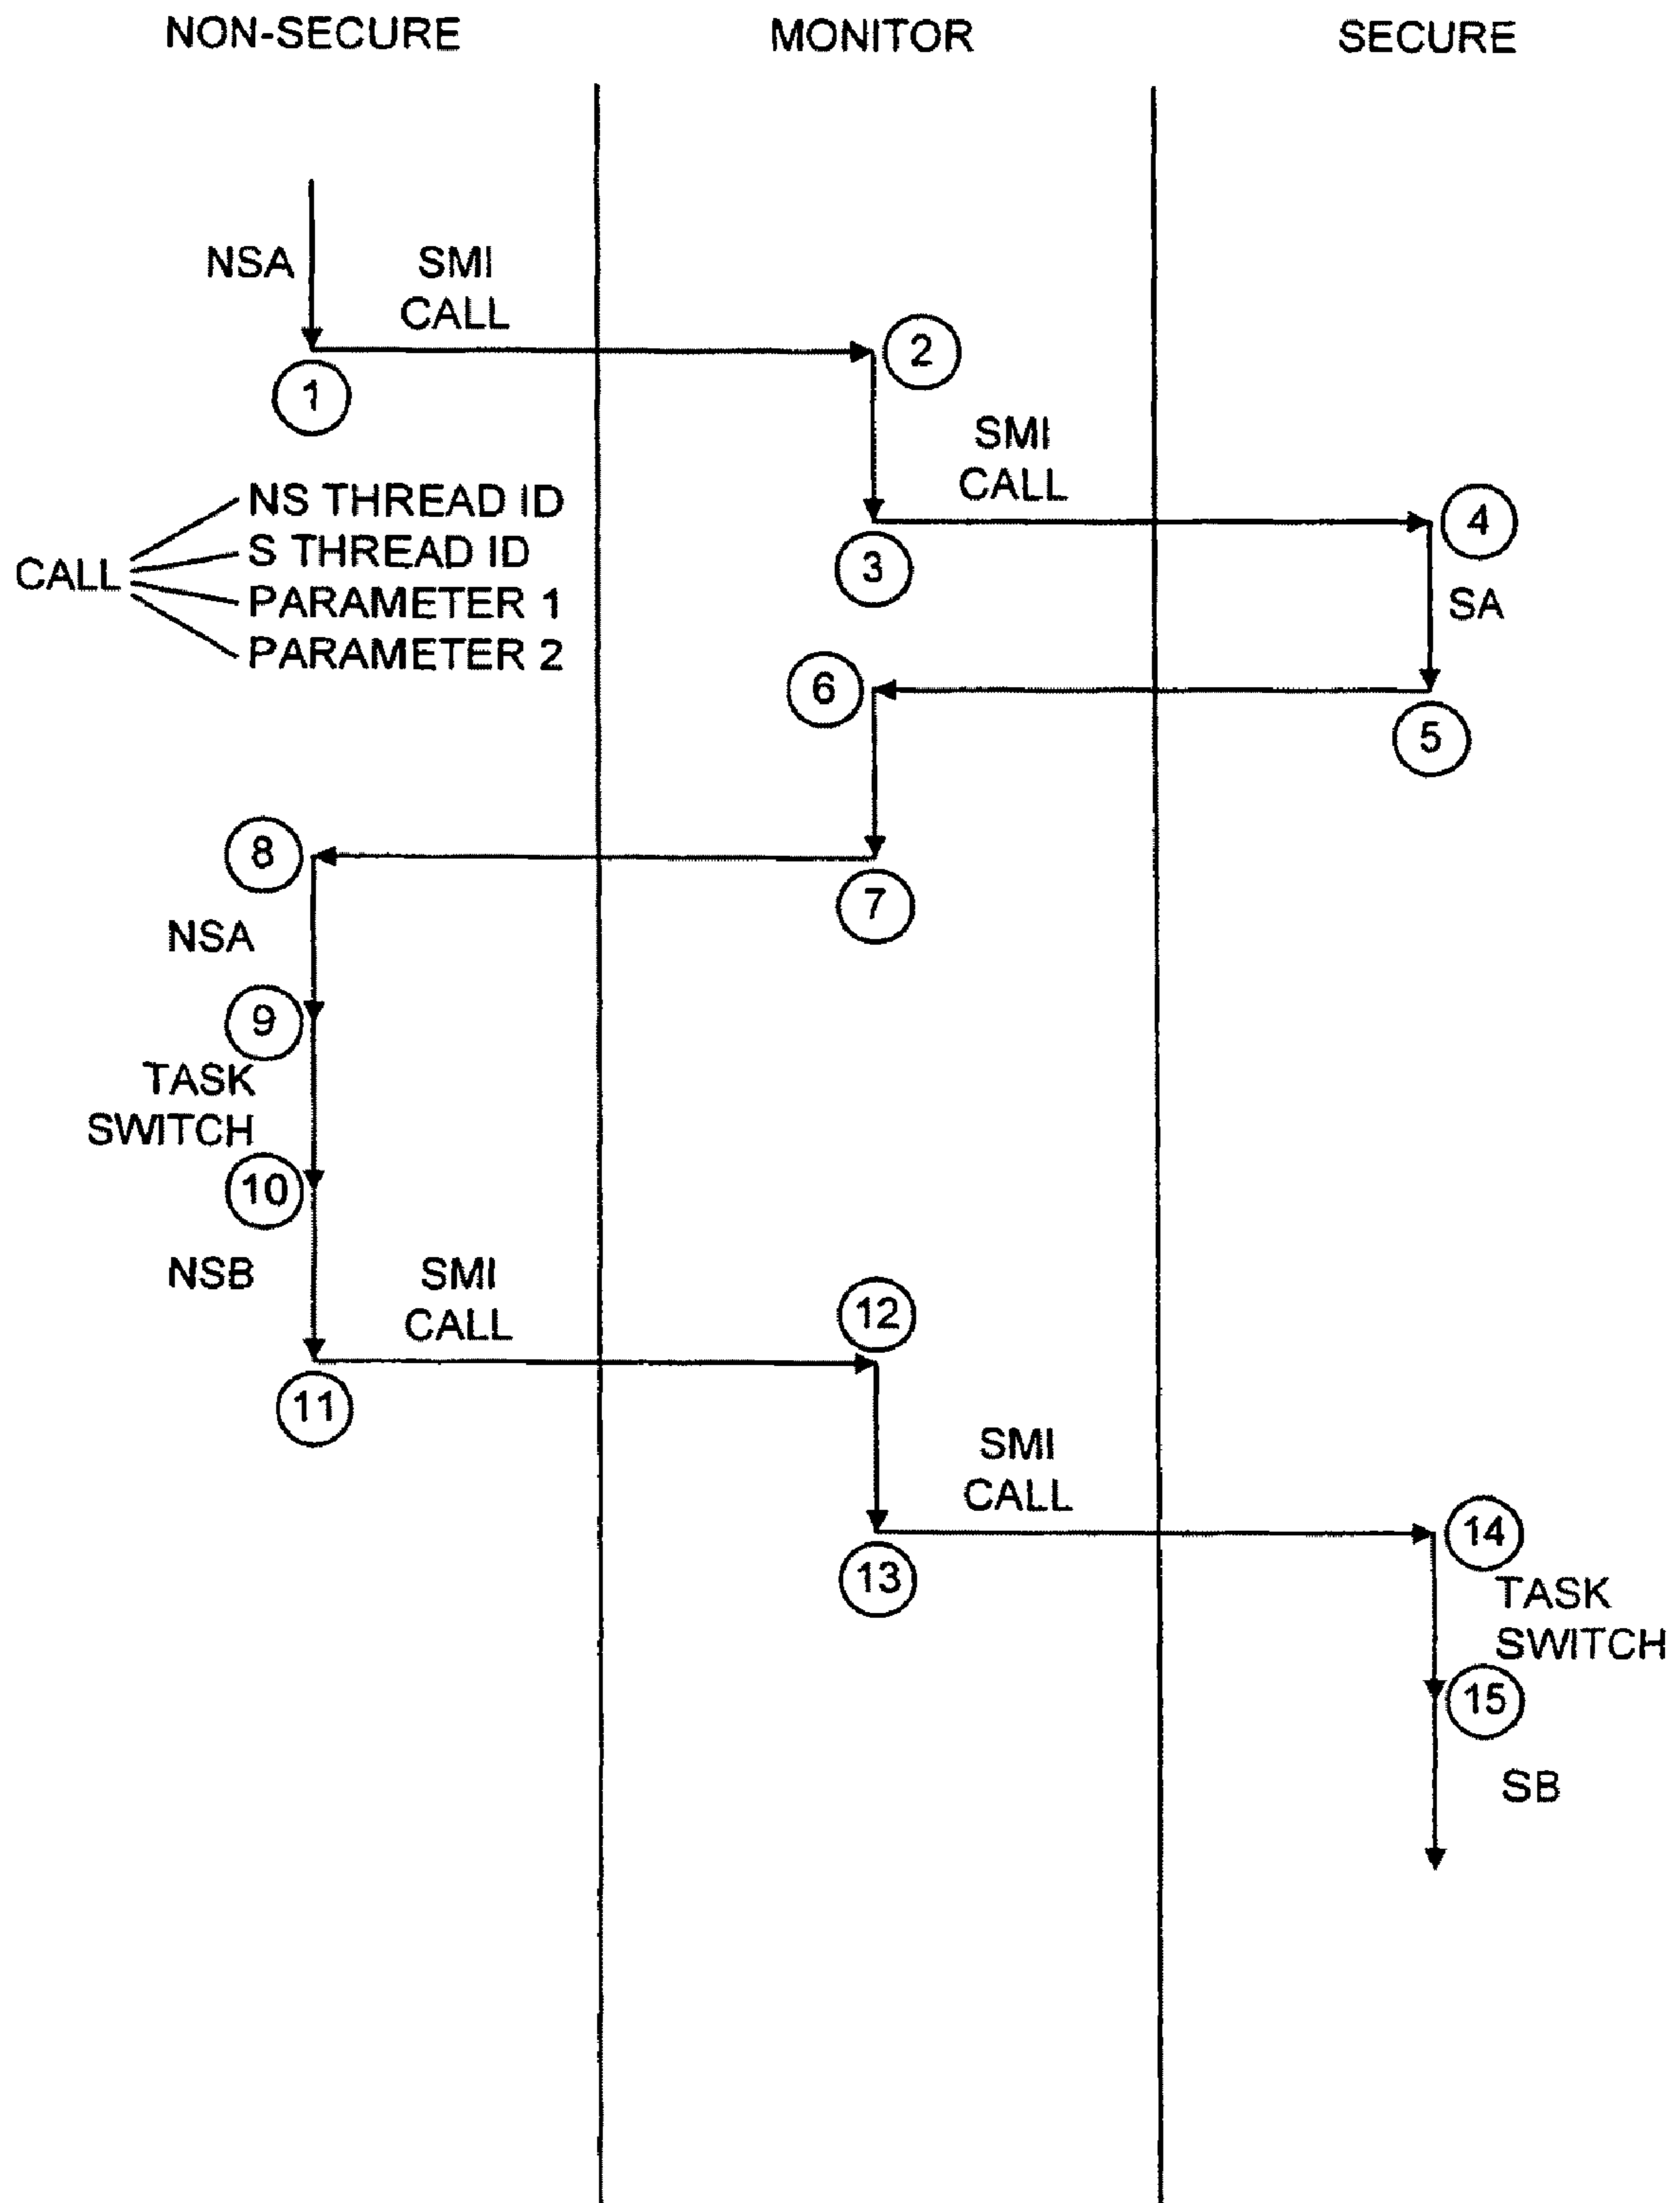 NON-SECURE
MONITOR
SECURE
NSA
SMI
CALL
1
2
SMI
CALL
3
4
CALL
NS THREAD ID
S THREAD ID
PARAMETER 1
PARAMETER 2
SA
6
5
8
7
NSA
9
TASK
SWITCH
10
NSB
SMI
CALL
12
11
SMI
CALL
13
14
TASK
SWITCH
15
SB